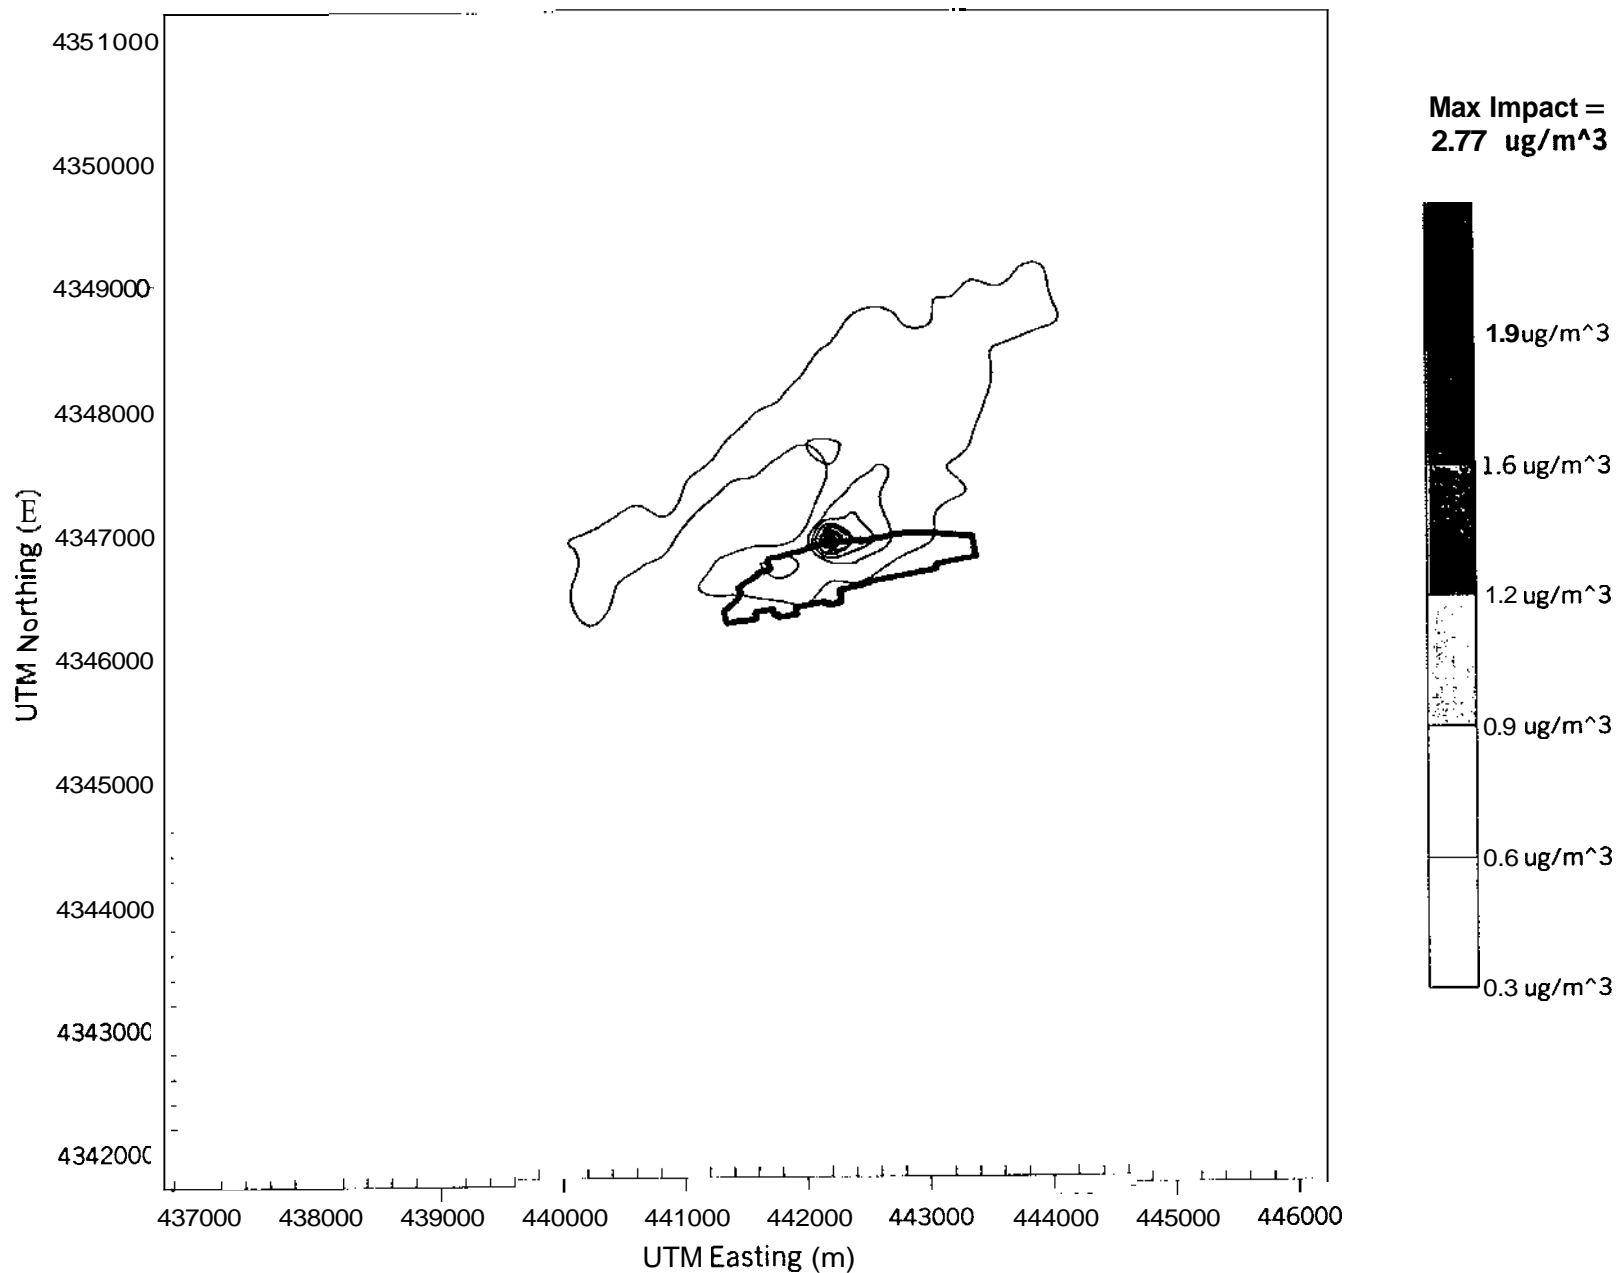 Max Impact =
2.77 ug/m^3
1.9ug/m^3
1.6 ug/m^3
1.2 ug/m^3
0.9 ug/m^3
0.6 ug/m^3
0.3 ug/m^3
UTM Northing (E)
4351000
4350000
4349000
4348000
4347000
4346000
4345000
4344000
4343000
4342000
437000 438000 439000 440000 441000 442000 443000 444000 445000 446000
UTM Easting (m)